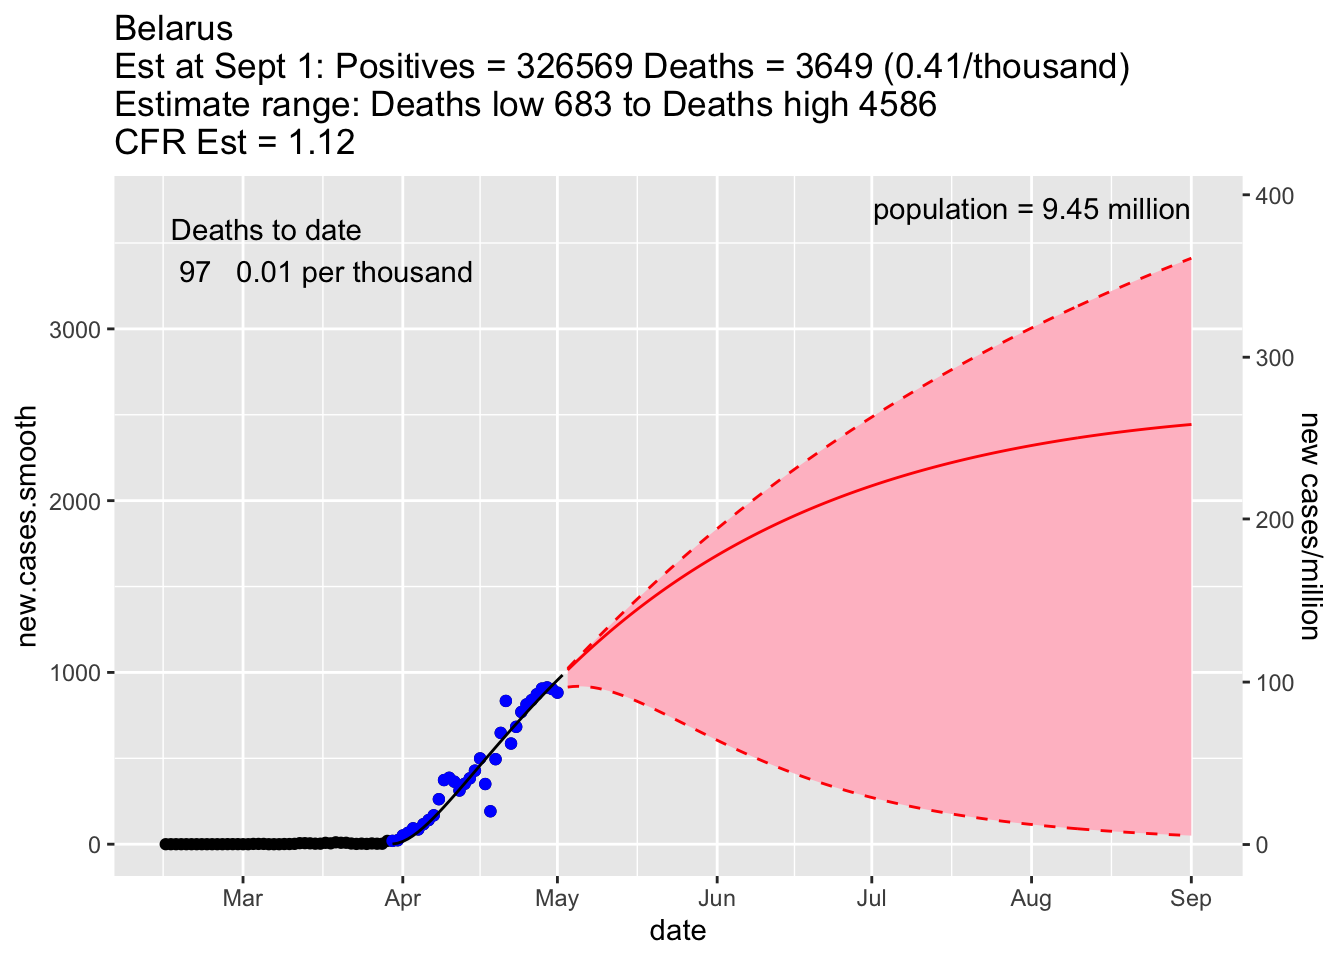 Belarus
Est at Sept 1: Positives = 326569 Deaths = 3649 (0.41/thousand)
Estimate range: Deaths low 683 to Deaths high 4586
CFR Est = 1.12
population = 9.45 million
Deaths to date
97 0.01 per thousand
new.cases.smooth
3000
2000
1000
0
400
300
200
100
0
new cases/million
Mar Apr May Jun Jul Aug Sep
date